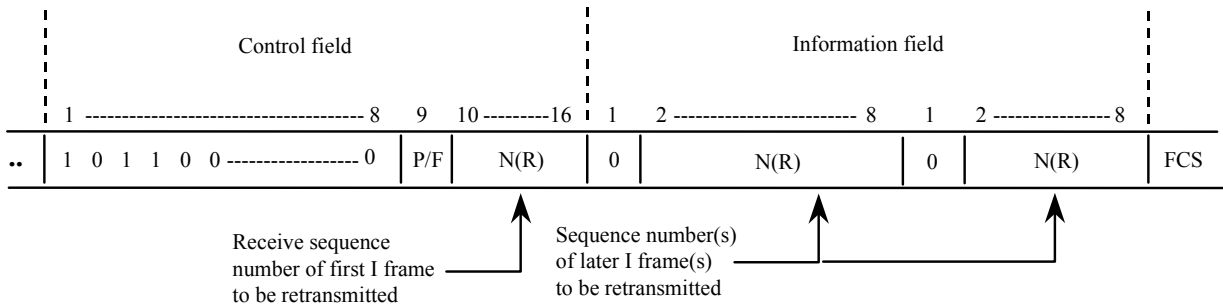 Control field
Information field
1 ------------------------------------ 8 9 10 ---------16 1 2 -------------------------- 8 1 2 ----------------- 8
.. 1 0 1 1 0 0------------------ 0 P/F N(R) 0 N(R) 0 N(R) FCS
Receive sequence
number of first I frame
to be retransmitted
Sequence number(s)
of later I frame(s)
to be retransmitted